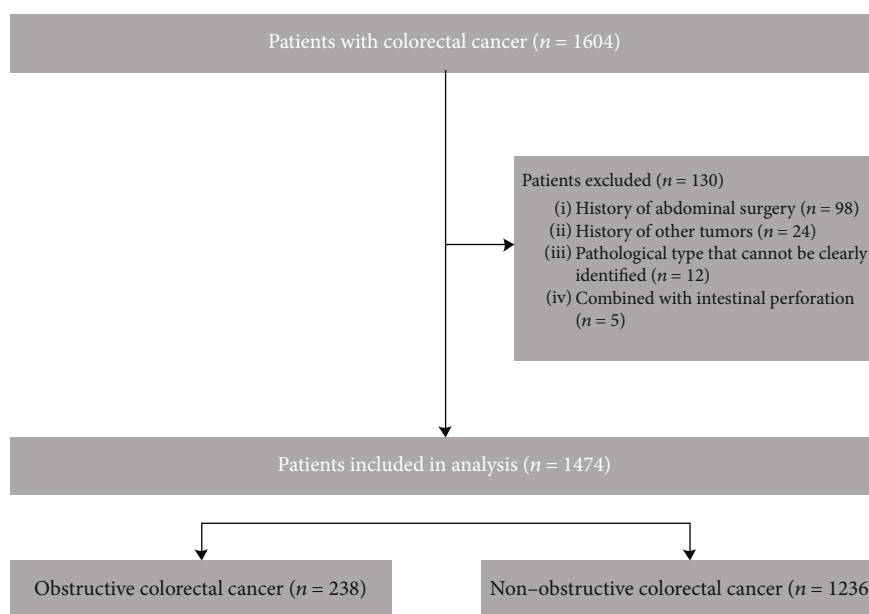 Patients with colorectal cancer (n = 1604)
Patients excluded (n = 130)
(i) History of abdominal surgery (n = 98)
(ii) History of other tumors (n = 24)
(iii) Pathological type that cannot be clearly
identified (n = 12)
(iv) Combined with intestinal perforation
(n = 5)
Patients included in analysis (n = 1474)
Obstructive colorectal cancer (n = 238)
Non–obstructive colorectal cancer (n = 1236